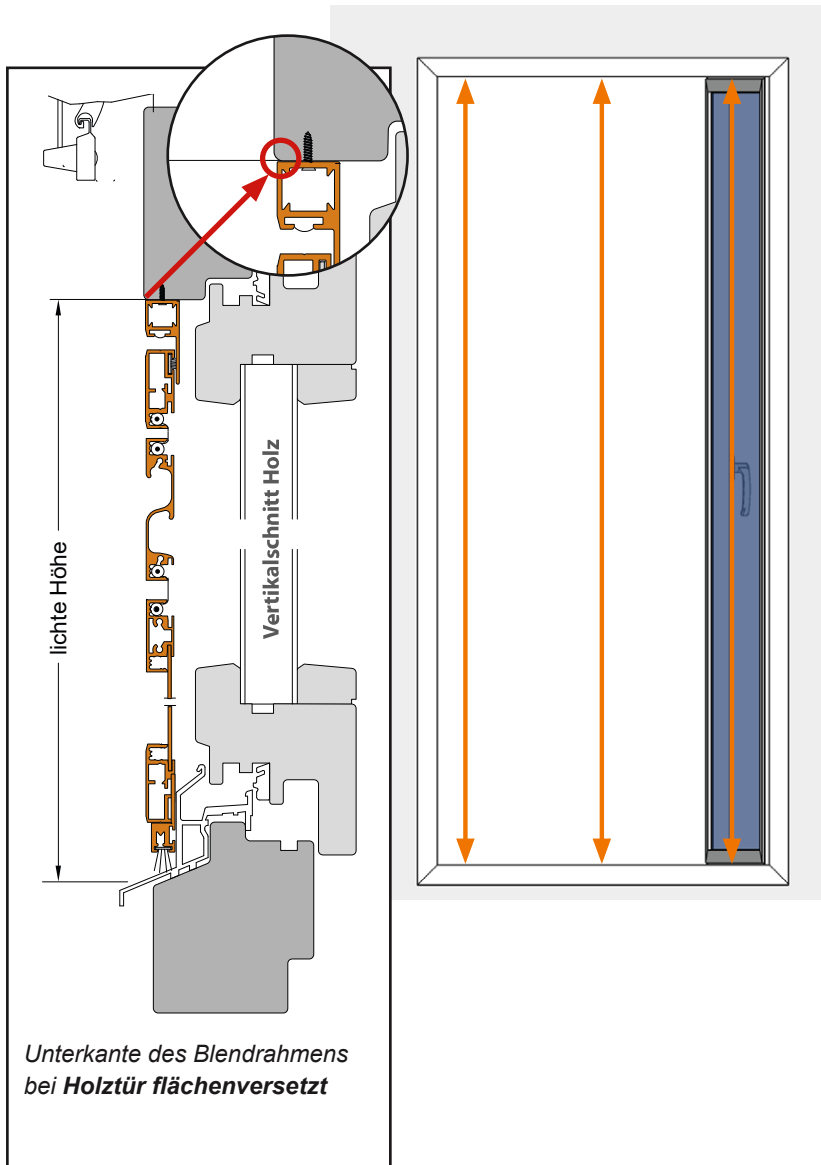 lichte Höhe
Vertikalschnitt Holz
Unterkante des Blendrahmens
bei Holztür flächenversetzt